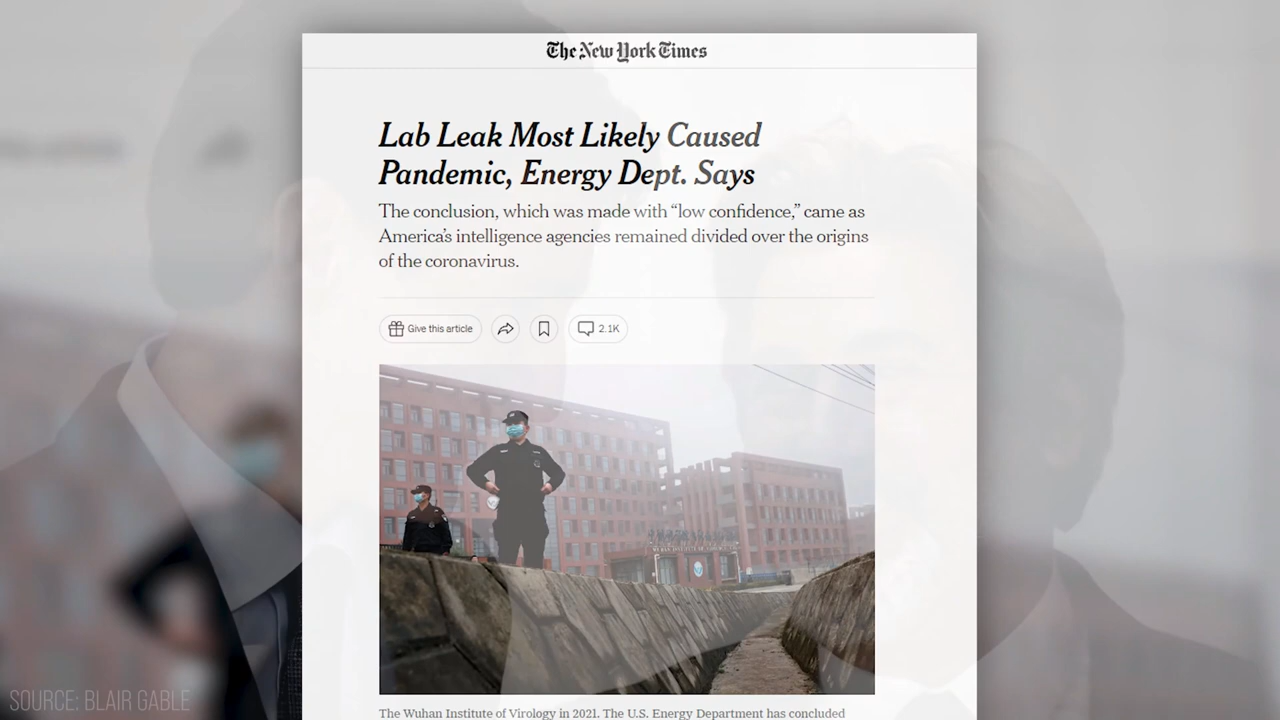 The New York Times
Lab Leak Most Likely Caused
Pandemic, Energy Dept. Says
The conclusion, which was made with “low confidence,” came as
America’s intelligence agencies remained divided over the origins
of the coronavirus.
Give this article
2.1K
The Wuhan Institute of Virology in 2021. The U.S. Energy Department has concluded
SOURCE: BLAIR GABLE